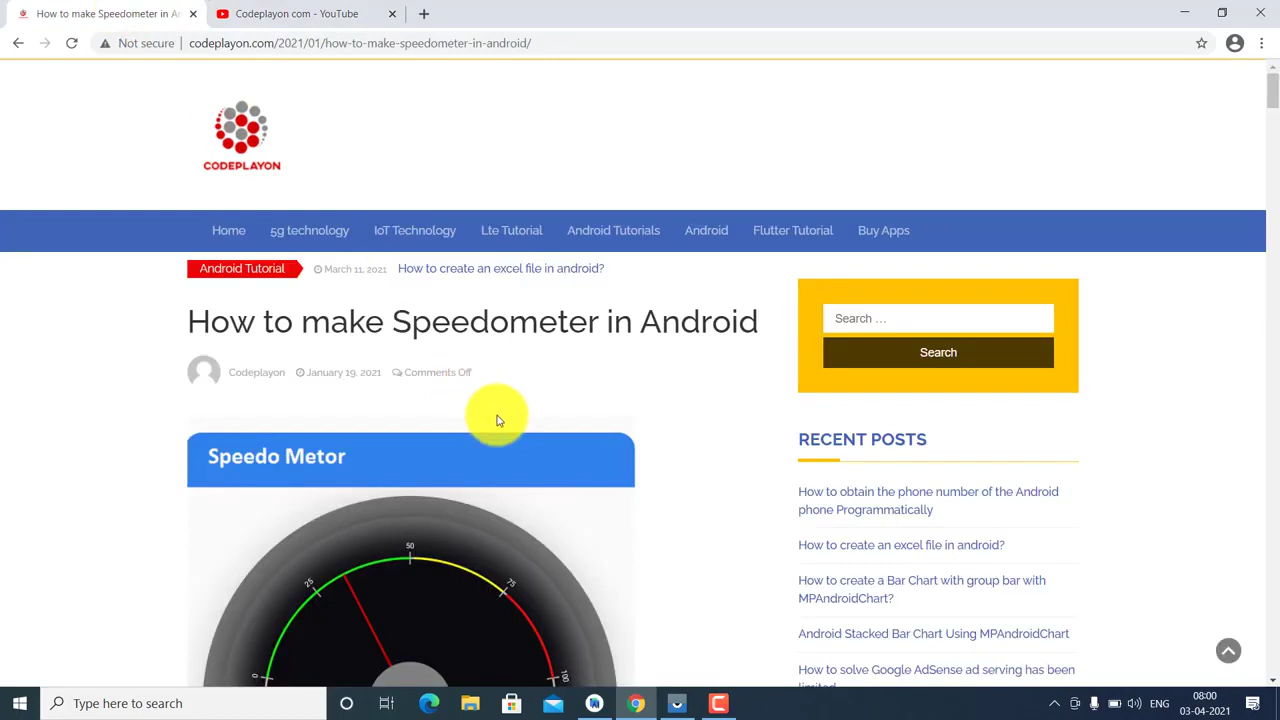 How to make Speedometer in An
Codeplayon com - YouTube
Not secure
codeplayon.com/2021/01/how-to-make-speedometer-in-android/
CODEPLAYON
Home 5g technology IoT Technology Lte Tutorial Android Tutorials Android Flutter Tutorial Buy Apps
Android Tutorial March 11, 2021 How to create an excel file in android?
How to make Speedometer in Android
Codeplayon January 19, 2021 Comments Off
Speedo Metor
0
25
50
75
100
Search …
Search
RECENT POSTS
How to obtain the phone number of the Android
phone Programmatically
How to create an excel file in android?
How to create a Bar Chart with group bar with
MPAndroidChart?
Android Stacked Bar Chart Using MPAndroidChart
How to solve Google AdSense ad serving has been
limited
Type here to search
ENG
08:00
03-04-2021